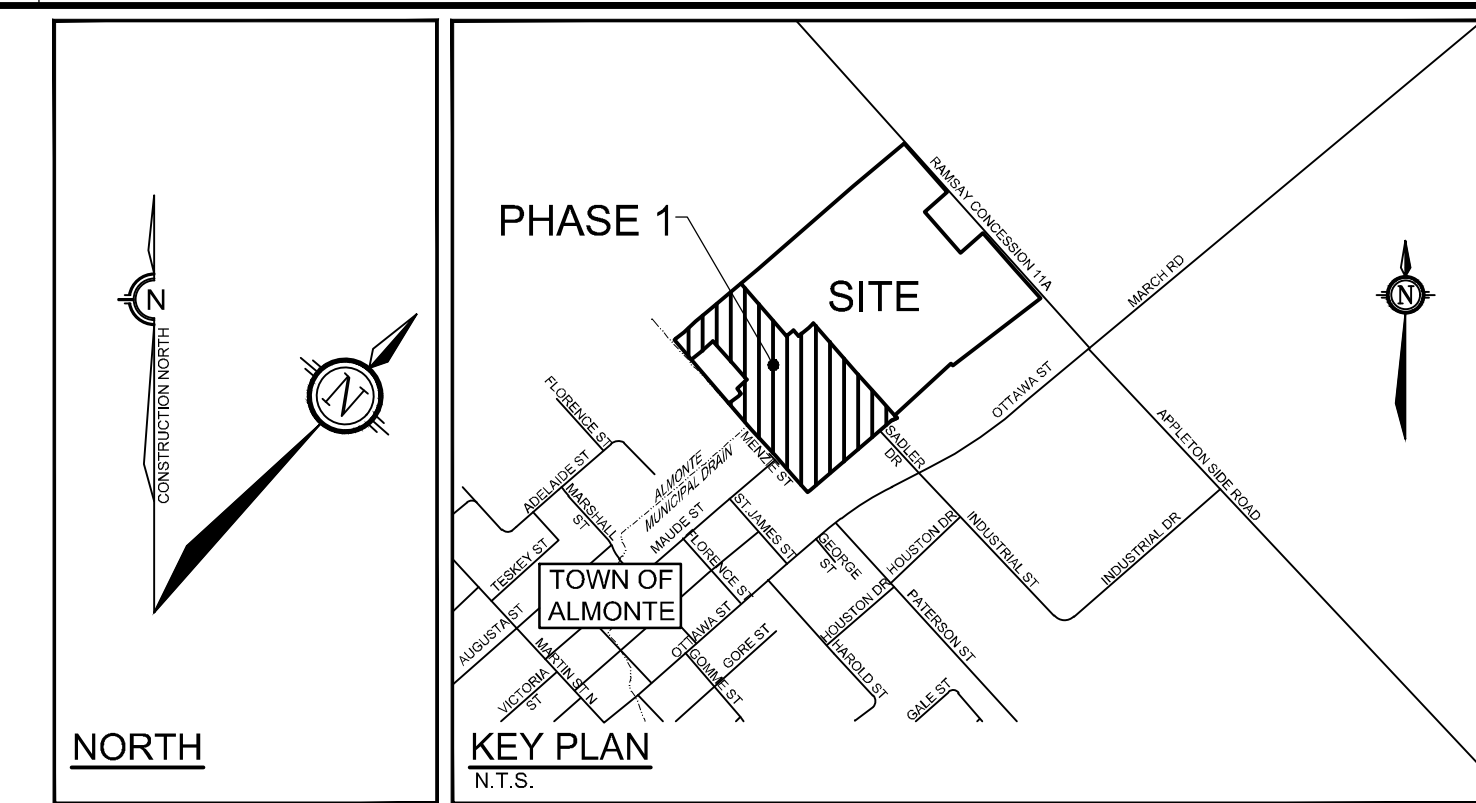 N
CONSTRUCTION NORTH
N
NORTH
PHASE 1
SITE
RAMSAY CONCESSION 11A
MARCH RD
N
OTTAWA ST
APPLETON SIDE ROAD
FLORENCE ST
SADLER
DR
MENZIE ST
ALMONTE
MUNICIPAL DRAIN
ADELAIDE ST
MARSHALL
ST
MAUDE ST
ST.JAMES ST
INDUSTRIAL ST
INDUSTRIAL DR
HOUSTON DR
GEORGE
ST
TESKEY ST
FLORENCE ST
TOWN OF
ALMONTE
HOUSTON DR
PATERSON ST
AUGUSTA ST
OTTAWA ST
GORE ST
HAROLD ST
MARTIN ST N
GOMME ST
VICTORIA
ST
GALE ST
KEY PLAN
N.T.S.